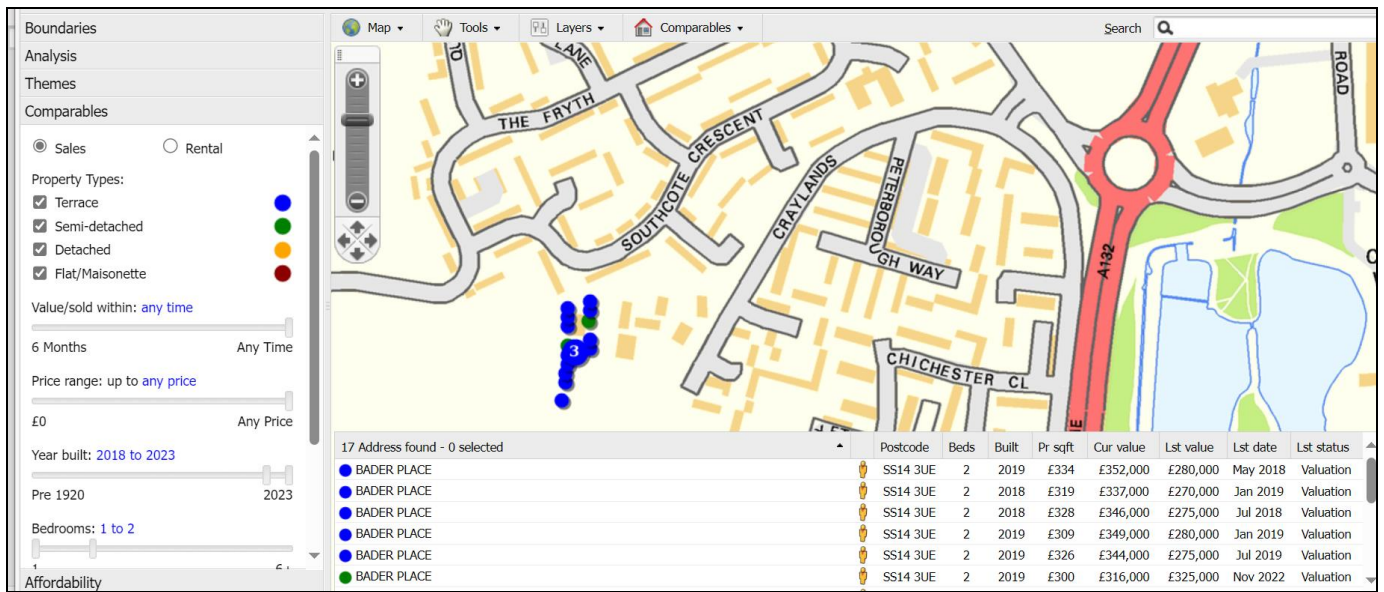 Boundaries
Analysis
Themes
Comparables
Sales Rental
Property Types:
Terrace
Semi-detached
Detached
Flat/Maisonette
Value/sold within: any time
6 Months Any Time
Price range: up to any price
£0 Any Price
Year built: 2018 to 2023
Pre 1920 2023
Bedrooms: 1 to 2
Affordability
Map Tools Layers Comparables Search
LANE
THE FRYTH
SOUTHCOTE CRESCENT
CRAYLANDS
PETERBOROUGH WAY
CHICHESTER CL
A132
ROAD
3
17 Address found - 0 selected Postcode Beds Built Pr sqft Cur value Lst value Lst date Lst status
BADER PLACE SS14 3UE 2 2019 £334 £352,000 £280,000 May 2018 Valuation
BADER PLACE SS14 3UE 2 2018 £319 £337,000 £270,000 Jan 2019 Valuation
BADER PLACE SS14 3UE 2 2018 £328 £346,000 £275,000 Jul 2018 Valuation
BADER PLACE SS14 3UE 2 2019 £309 £349,000 £280,000 Jan 2019 Valuation
BADER PLACE SS14 3UE 2 2019 £326 £344,000 £275,000 Jul 2019 Valuation
BADER PLACE SS14 3UE 2 2019 £300 £316,000 £325,000 Nov 2022 Valuation